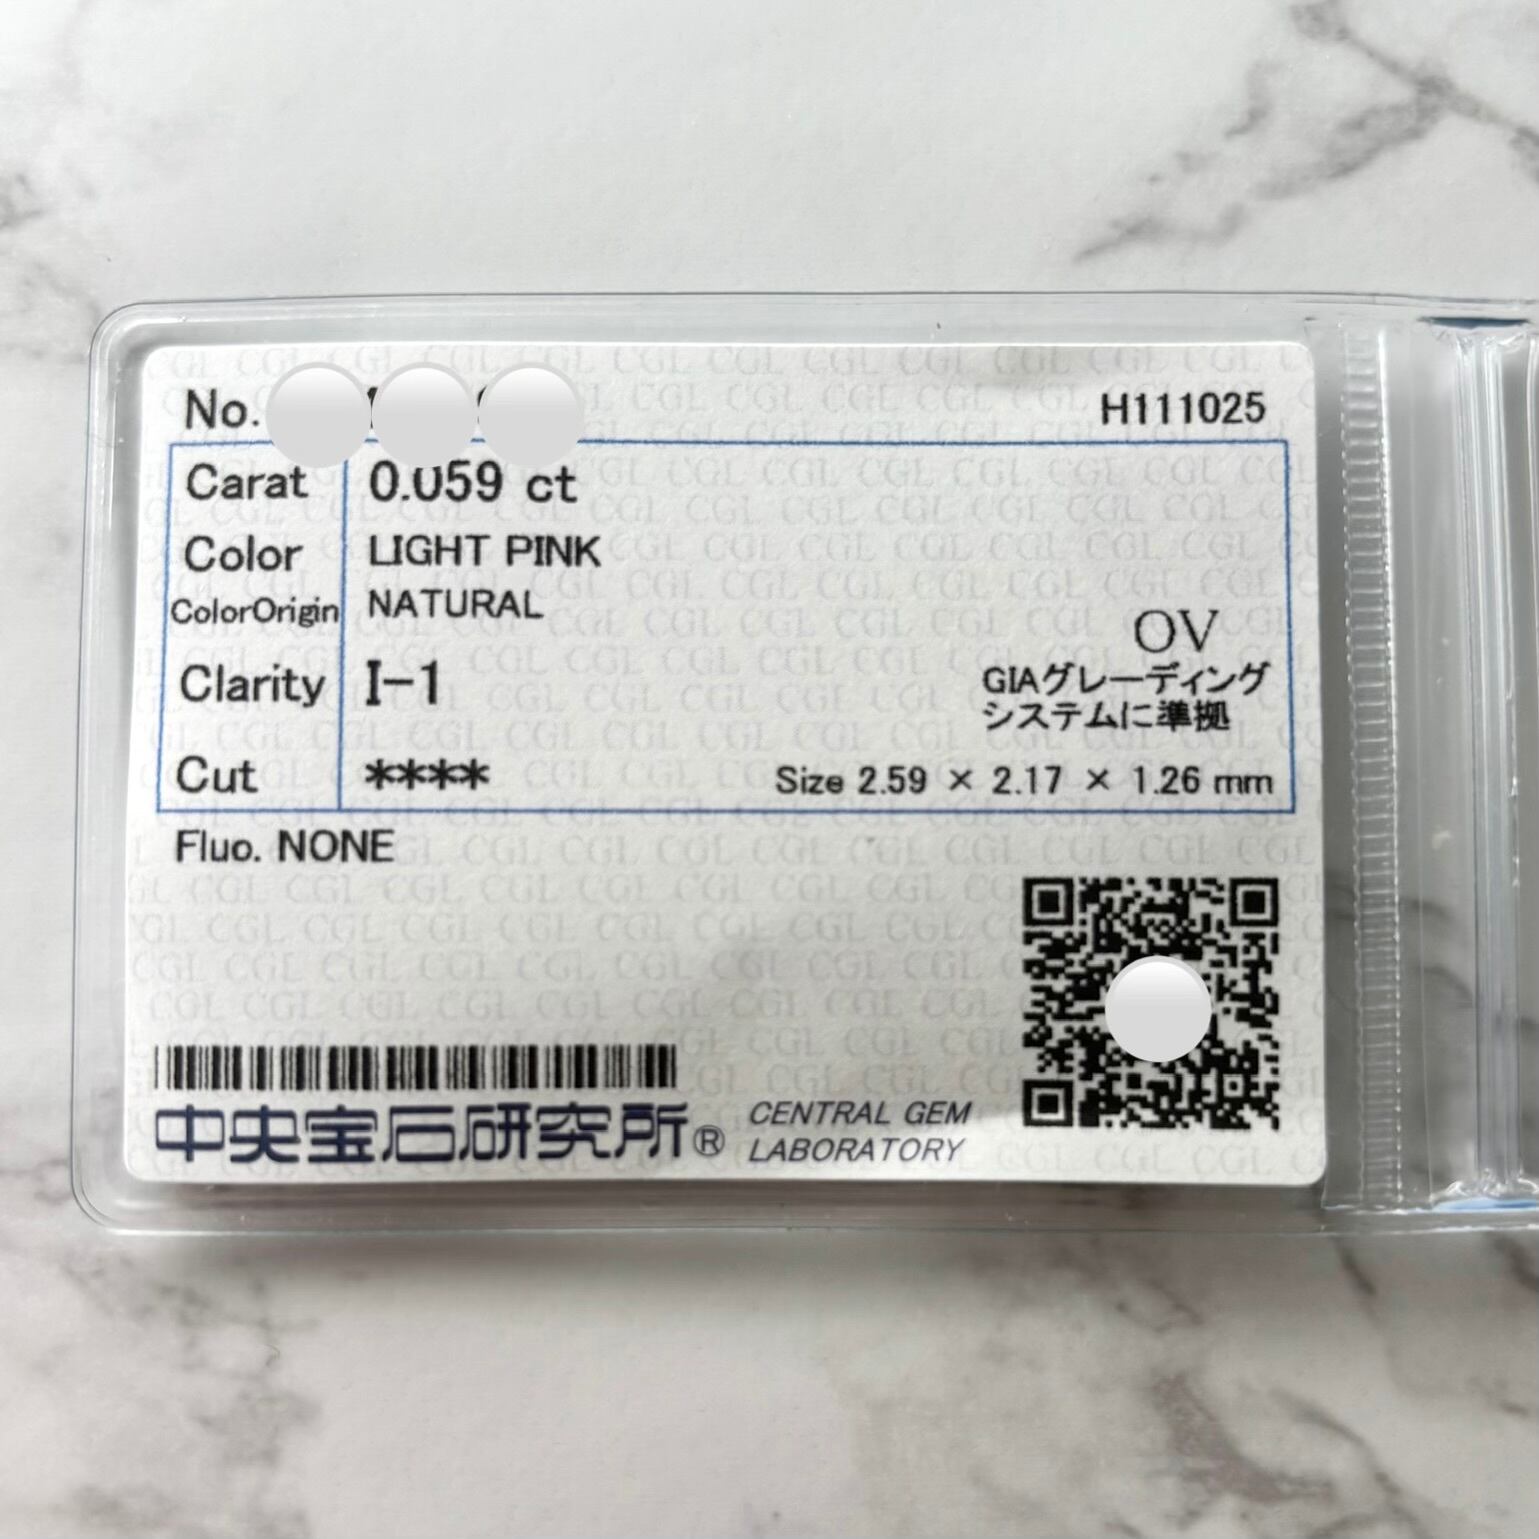 No.
H111025
Carat 0.059 ct
Color LIGHT PINK
ColorOrigin NATURAL
Clarity I-1
OV
GIAグレーディング
システムに準拠
Cut ****
Size 2.59 × 2.17 × 1.26 mm
Fluo. NONE
中央宝石研究所®
CENTRAL GEM
LABORATORY